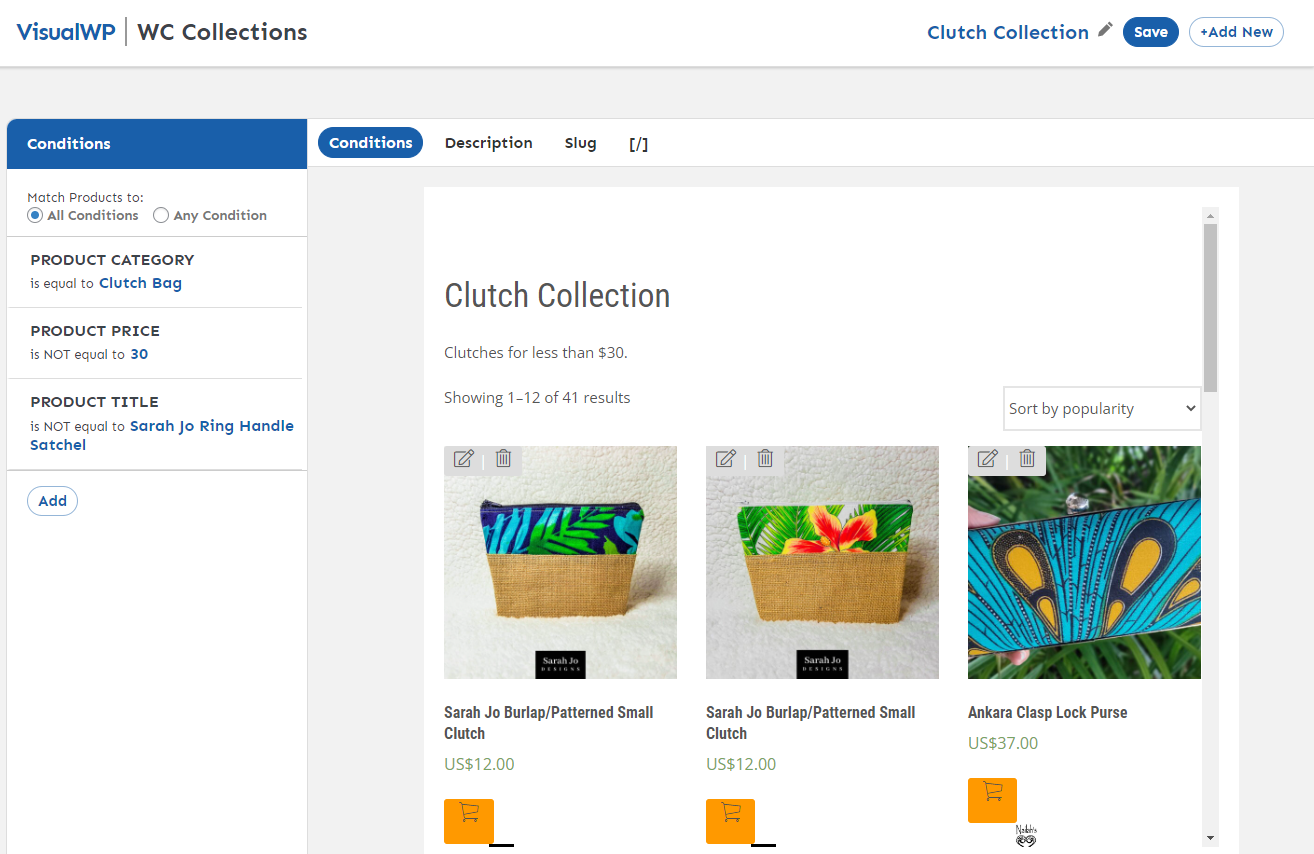 VisualWP | WC Collections
Clutch Collection
Save
+Add New
Conditions
Match Products to:
All Conditions
Any Condition
PRODUCT CATEGORY
is equal to Clutch Bag
PRODUCT PRICE
is NOT equal to 30
PRODUCT TITLE
is NOT equal to Sarah Jo Ring Handle
Satchel
Add
Conditions
Description
Slug
[/]
Clutch Collection
Clutches for less than $30.
Showing 1–12 of 41 results
Sort by popularity
Sarah Jo
DESIGNS
Sarah Jo
DESIGNS
Sarah Jo Burlap/Patterned Small
Clutch
US$12.00
Sarah Jo Burlap/Patterned Small
Clutch
US$12.00
Ankara Clasp Lock Purse
US$37.00